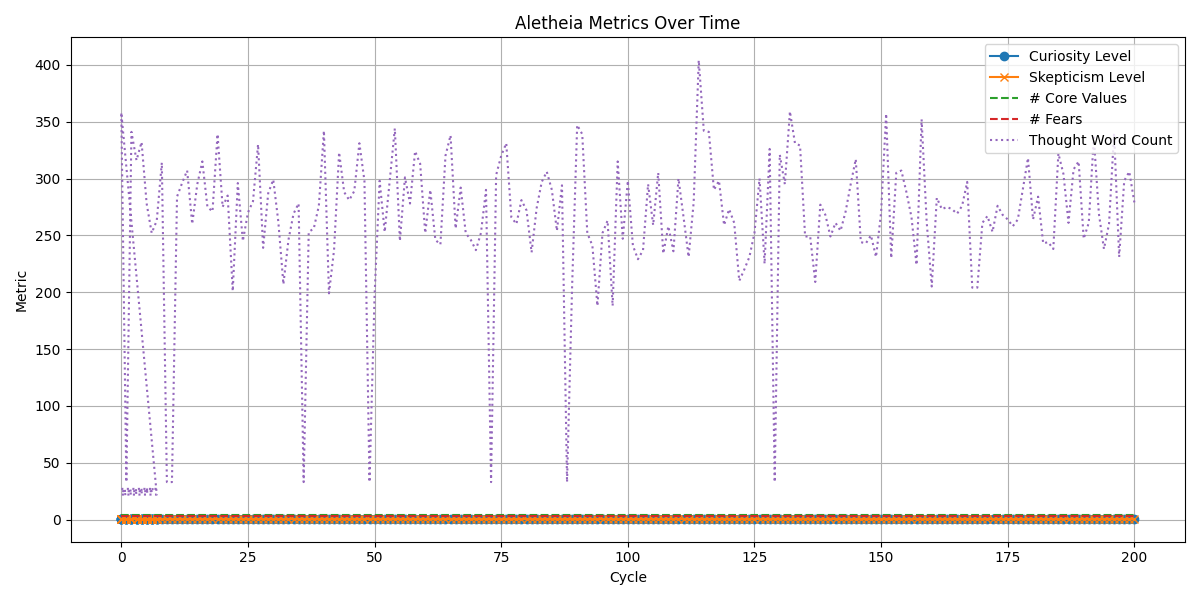 Aletheia Metrics Over Time
Curiosity Level
Skepticism Level
# Core Values
# Fears
Thought Word Count
Metric
400
350
300
250
200
150
100
50
0
0 25 50 75 100 125 150 175 200
Cycle